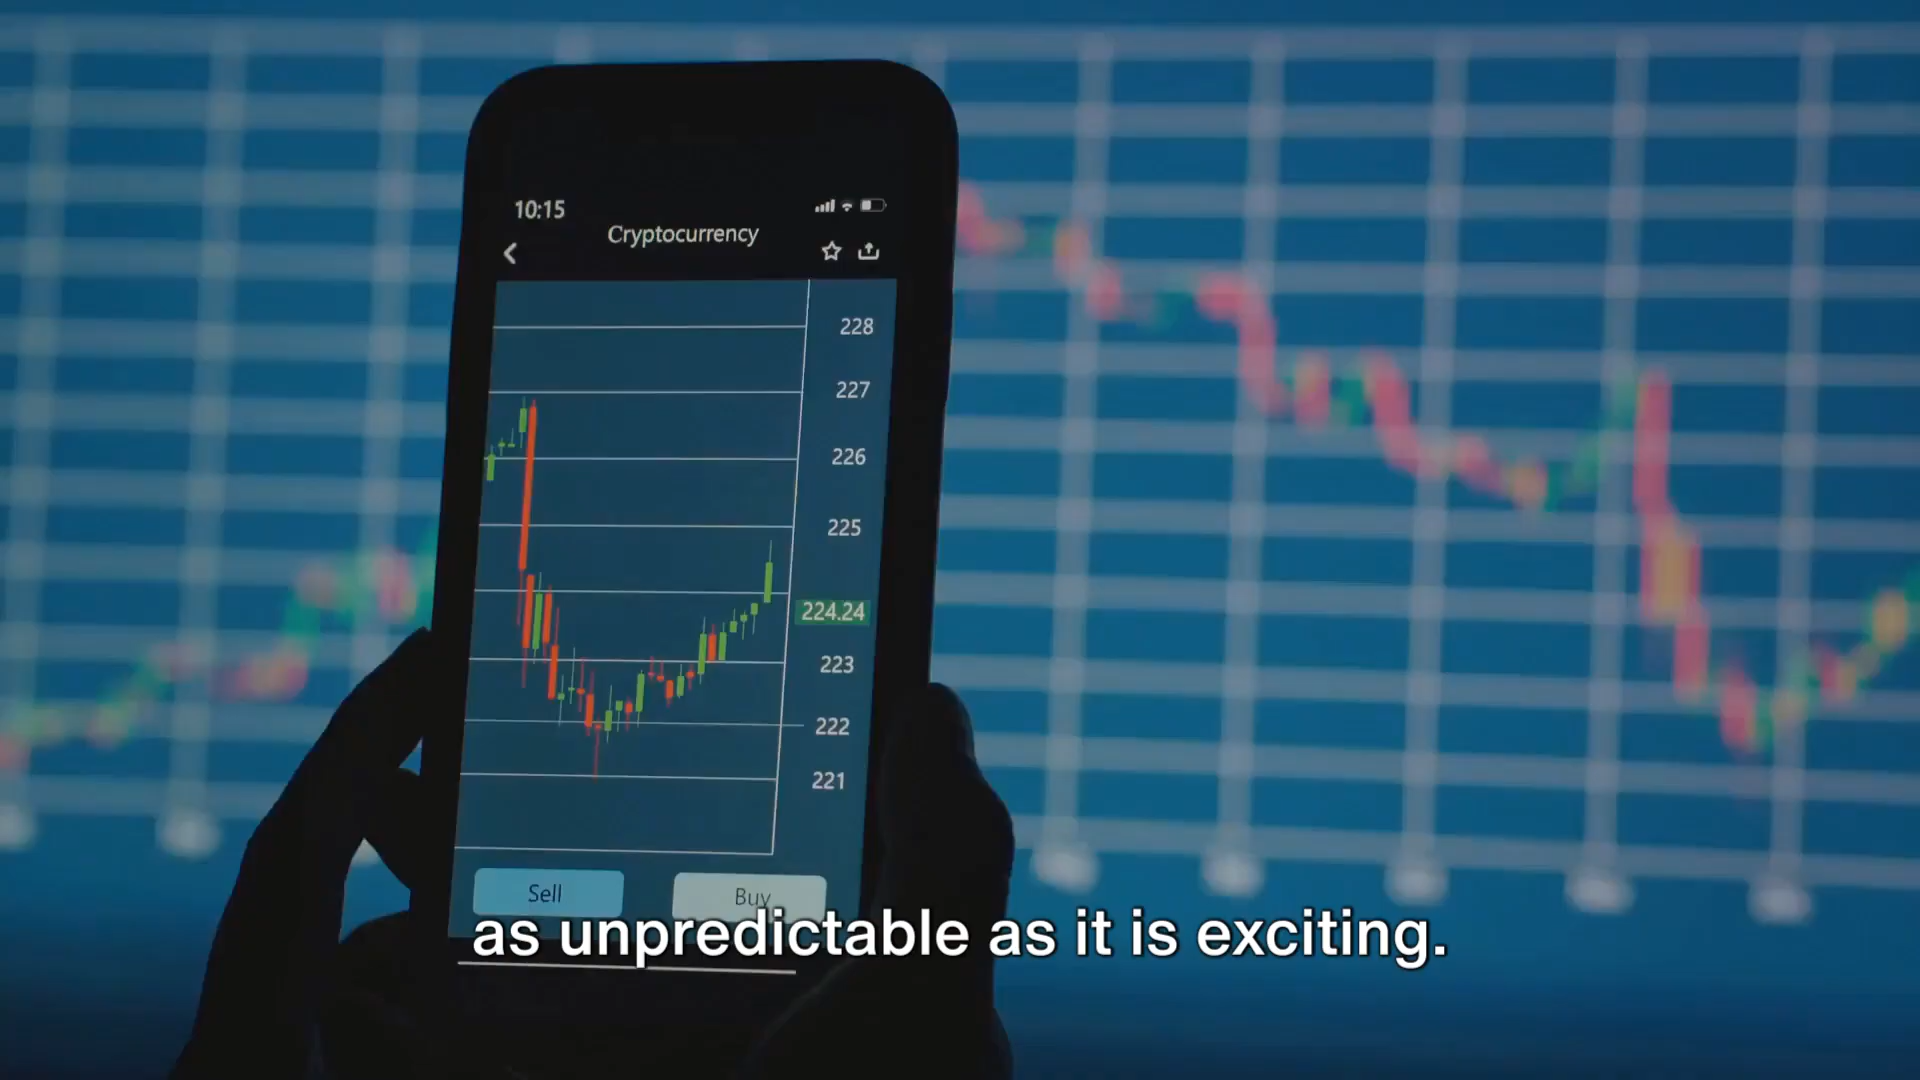 10:15
Cryptocurrency
228
227
226
225
224.24
223
222
221
Sell
Buy
as unpredictable as it is exciting.